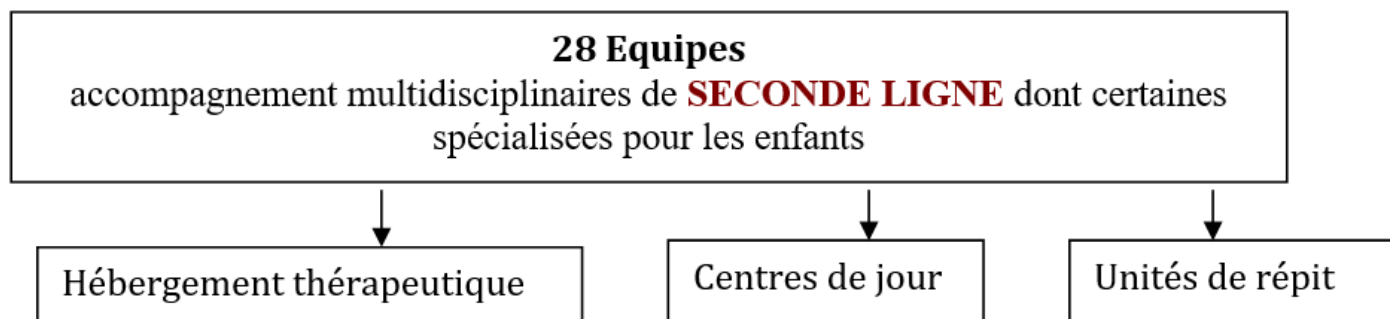 28 Equipes
accompagnement multidisciplinaires de SECONDE LIGNE dont certaines
spécialisées pour les enfants
Hébergement thérapeutique
Centres de jour
Unités de répit